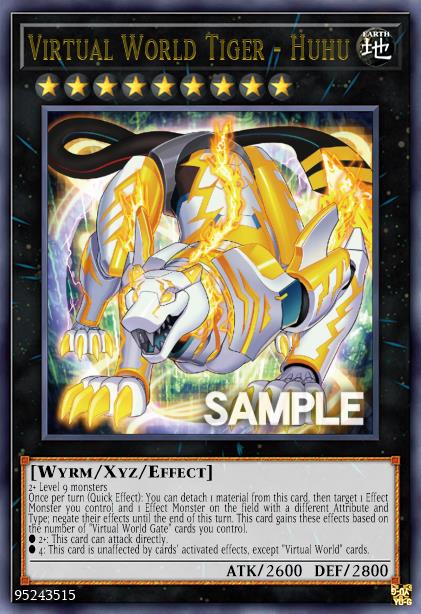 Virtual World Tiger - Huhu
EARTH
地
SAMPLE
[Wyrm/Xyz/Effect]
2+ Level 9 monsters
Once per turn (Quick Effect): You can detach 1 material from this card, then target 1 Effect
Monster you control and 1 Effect Monster on the field with a different Attribute and
Type; negate their effects until the end of this turn. This card gains these effects based on
the number of "Virtual World Gate" cards you control.
● 2+: This card can attack directly.
● 4: This card is unaffected by cards' activated effects, except "Virtual World" cards.
ATK/2600 DEF/2800
95243515